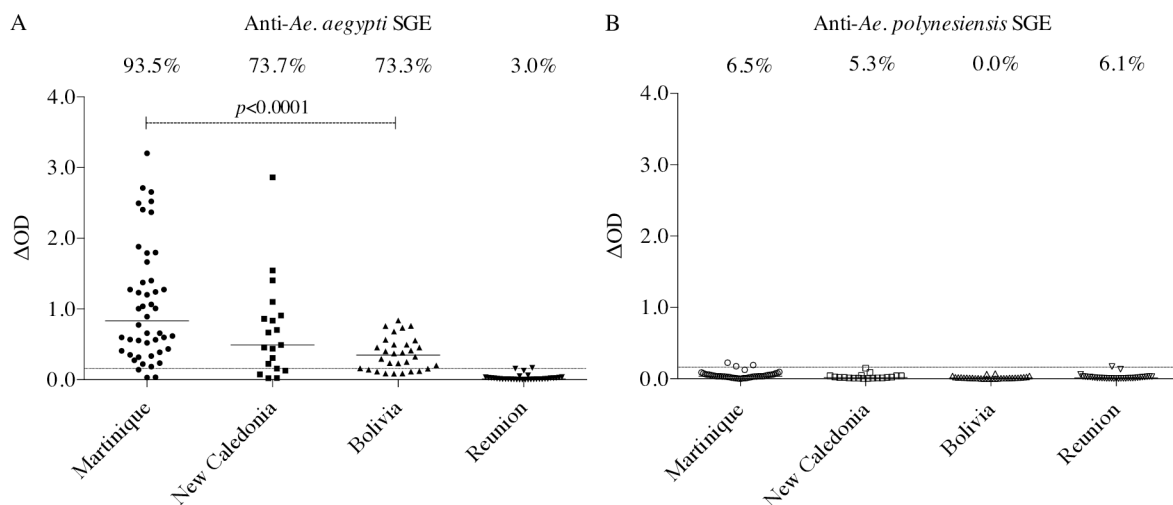 A
Anti-Ae. aegypti SGE
93.5% 73.7% 73.3% 3.0%
p<0.0001
4.0
3.0
2.0
1.0
0.0
ΔOD
Martinique
New Caledonia
Bolivia
Reunion
B
Anti-Ae. polynesiensis SGE
6.5% 5.3% 0.0% 6.1%
4.0
3.0
2.0
1.0
0.0
ΔOD
Martinique
New Caledonia
Bolivia
Reunion